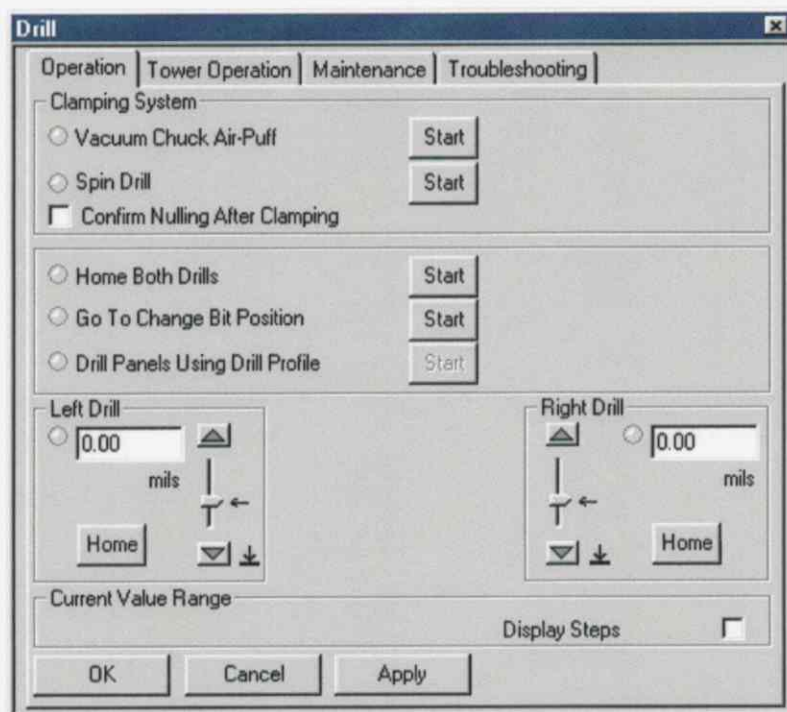 Drill
Operation Tower Operation Maintenance Troubleshooting
Clamping System
Vacuum Chuck Air-Puff Start
Spin Drill Start
Confirm Nulling After Clamping
Home Both Drills Start
Go To Change Bit Position Start
Drill Panels Using Drill Profile Start
Left Drill Right Drill
0.00 0.00
mils mils
Home Home
Current Value Range
Display Steps
OK Cancel Apply